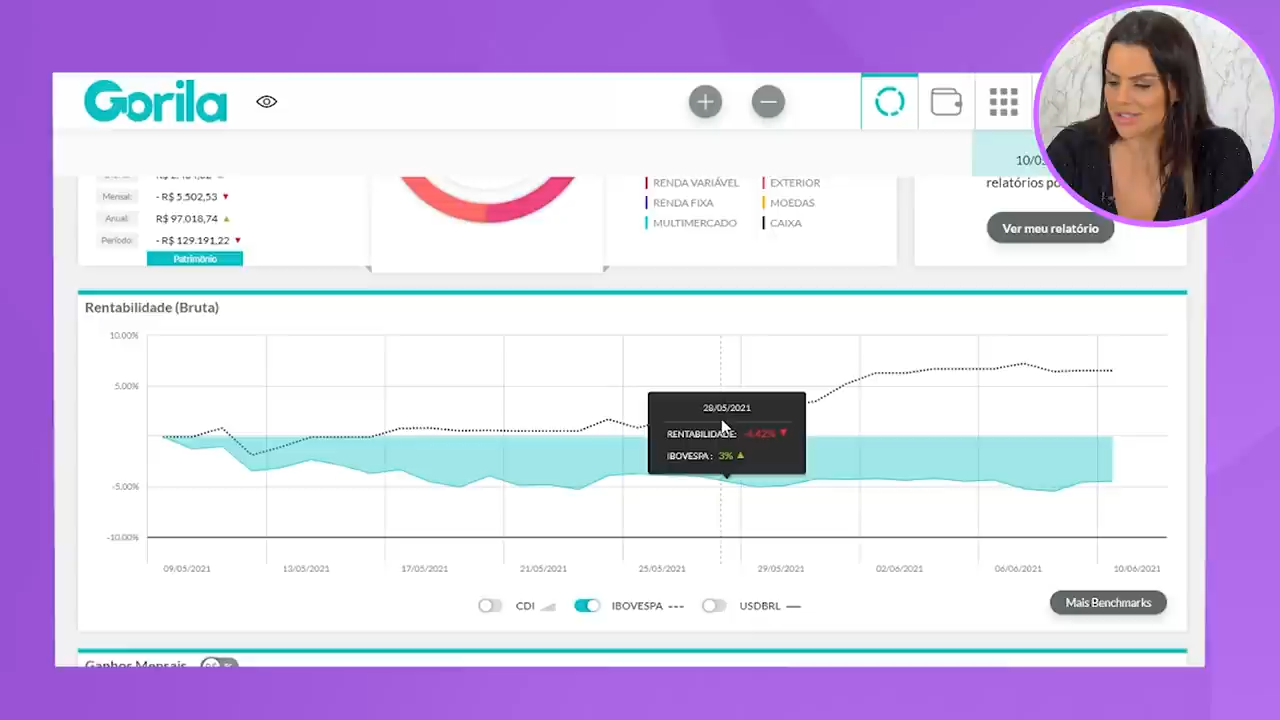 Gorila
10/0
relatórios po
Mensal: - R$ 5.502,53
Anual: R$ 97.018,74
Período: - R$ 129.191,22
Patrimônio
RENDA VARIÁVEL EXTERIOR
RENDA FIXA MOEDAS
MULTIMERCADO CAIXA
Ver meu relatório
Rentabilidade (Bruta)
10.00%
5.00%
-5.00%
-10.00%
28/05/2021
RENTABILIDADE: -4.42%
IBOVESPA : 3%
09/05/2021 13/05/2021 17/05/2021 21/05/2021 25/05/2021 29/05/2021 02/06/2021 06/06/2021 10/06/2021
CDI IBOVESPA USDBRL
Mais Benchmarks
Ganhos Mensais